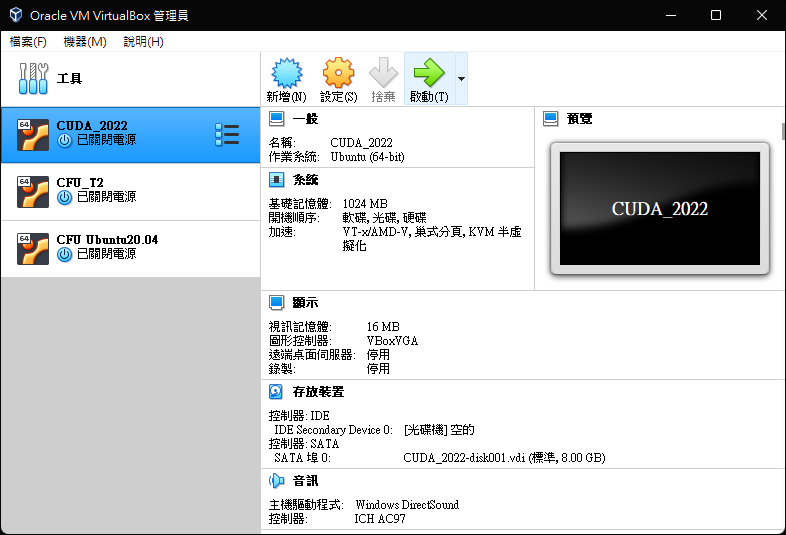 Oracle VM VirtualBox 管理員
檔案(F) 機器(M) 說明(H)
工具
新增(N) 設定(S) 捨棄 啟動(T)
64
CUDA_2022
已關閉電源
64
CFU_T2
已關閉電源
64
CFU Ubuntu20.04
已關閉電源
一般
名稱: CUDA_2022
作業系統: Ubuntu (64-bit)
系統
基礎記憶體: 1024 MB
開機順序: 軟碟, 光碟, 硬碟
加速: VT-x/AMD-V, 巢式分頁, KVM 半虛
擬化
預覽
CUDA_2022
顯示
視訊記憶體: 16 MB
圖形控制器: VBoxVGA
遠端桌面伺服器: 停用
錄製: 停用
存放裝置
控制器: IDE
IDE Secondary Device 0: [光碟機] 空的
控制器: SATA
SATA 埠 0: CUDA_2022-disk001.vdi (標準, 8.00 GB)
音訊
主機驅動程式: Windows DirectSound
控制器: ICH AC97